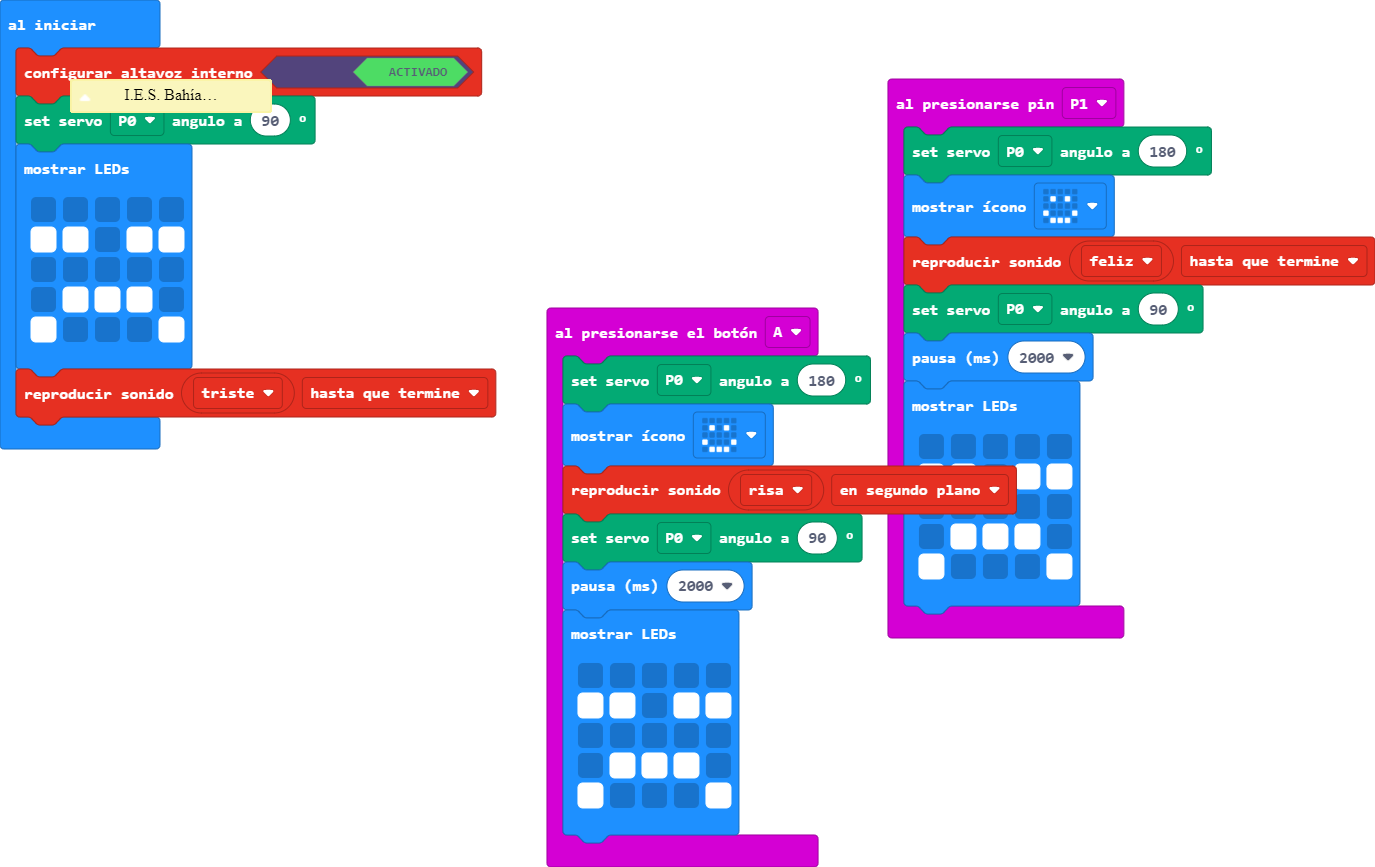 al iniciar
configurar altavoz interno ACTIVADO
I.E.S. Bahía…
set servo P0 angulo a 90 °
mostrar LEDs
reproducir sonido triste hasta que termine
al presionarse el botón A
set servo P0 angulo a 180 °
mostrar ícono
reproducir sonido risa en segundo plano
set servo P0 angulo a 90 °
pausa (ms) 2000
mostrar LEDs
al presionarse pin P1
set servo P0 angulo a 180 °
mostrar ícono
reproducir sonido feliz hasta que termine
set servo P0 angulo a 90 °
pausa (ms) 2000
mostrar LEDs